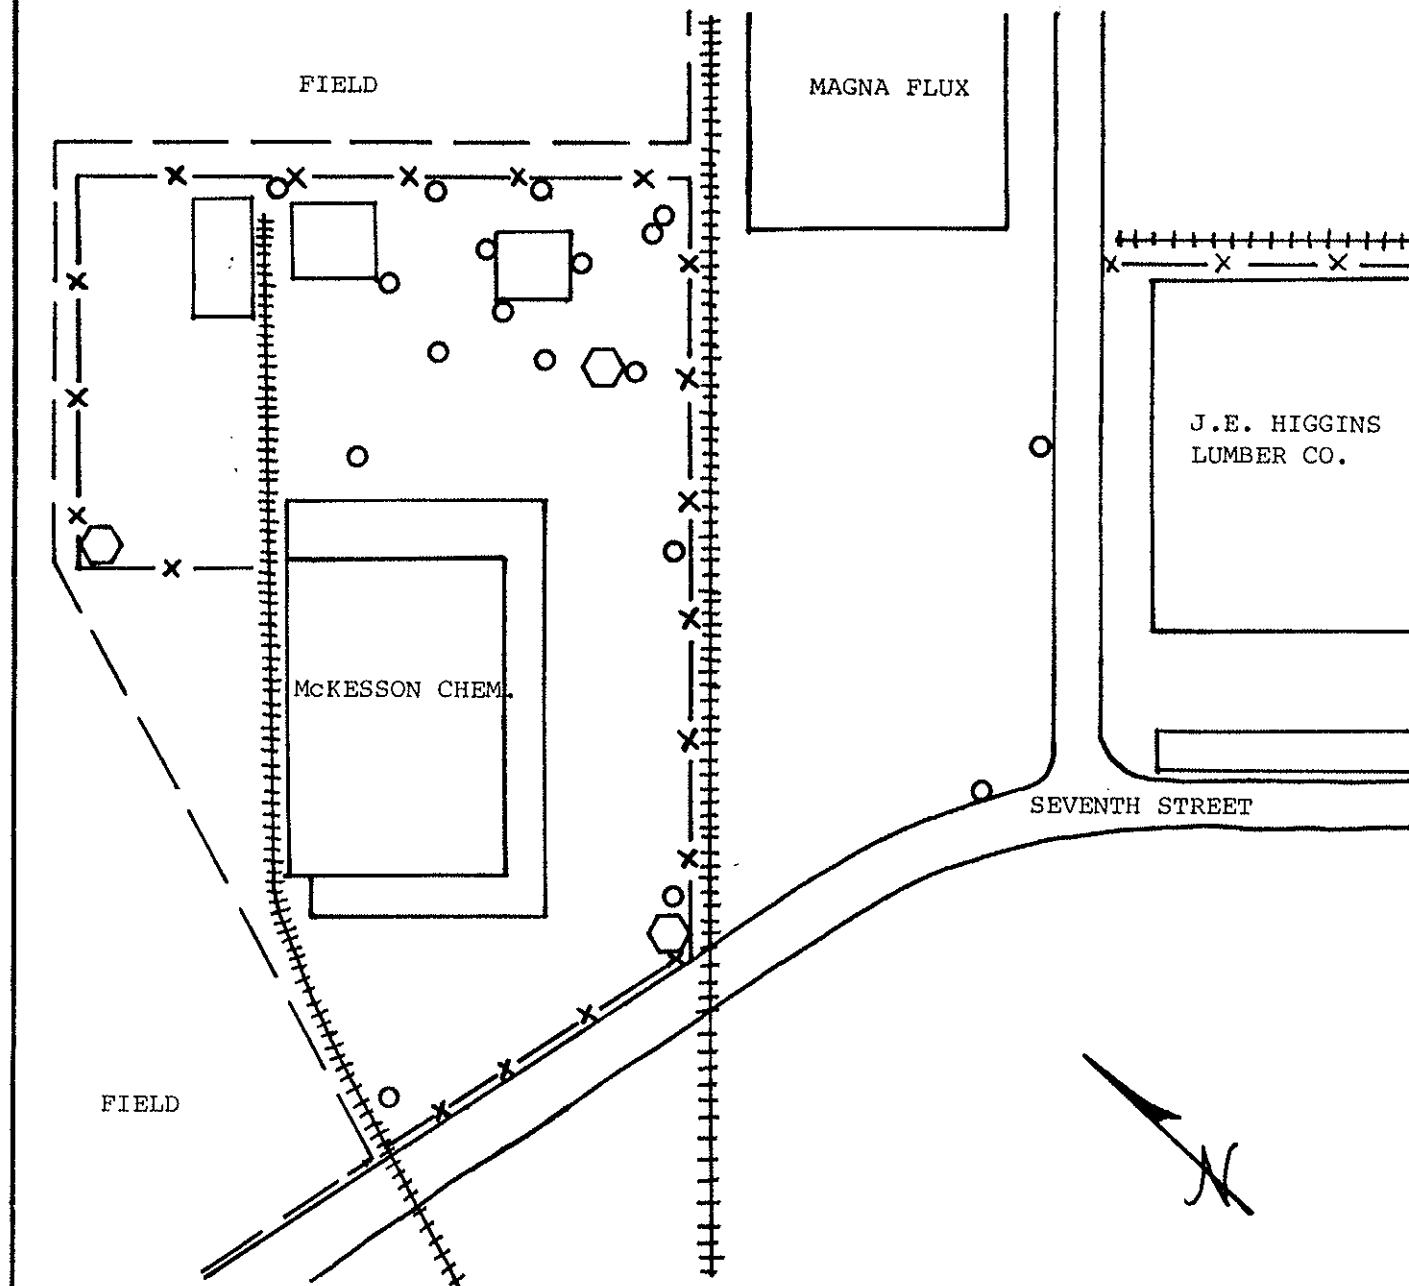 FIELD
MAGNA FLUX
J.E. HIGGINS
LUMBER CO.
McKESSON CHEM.
SEVENTH STREET
FIELD
N